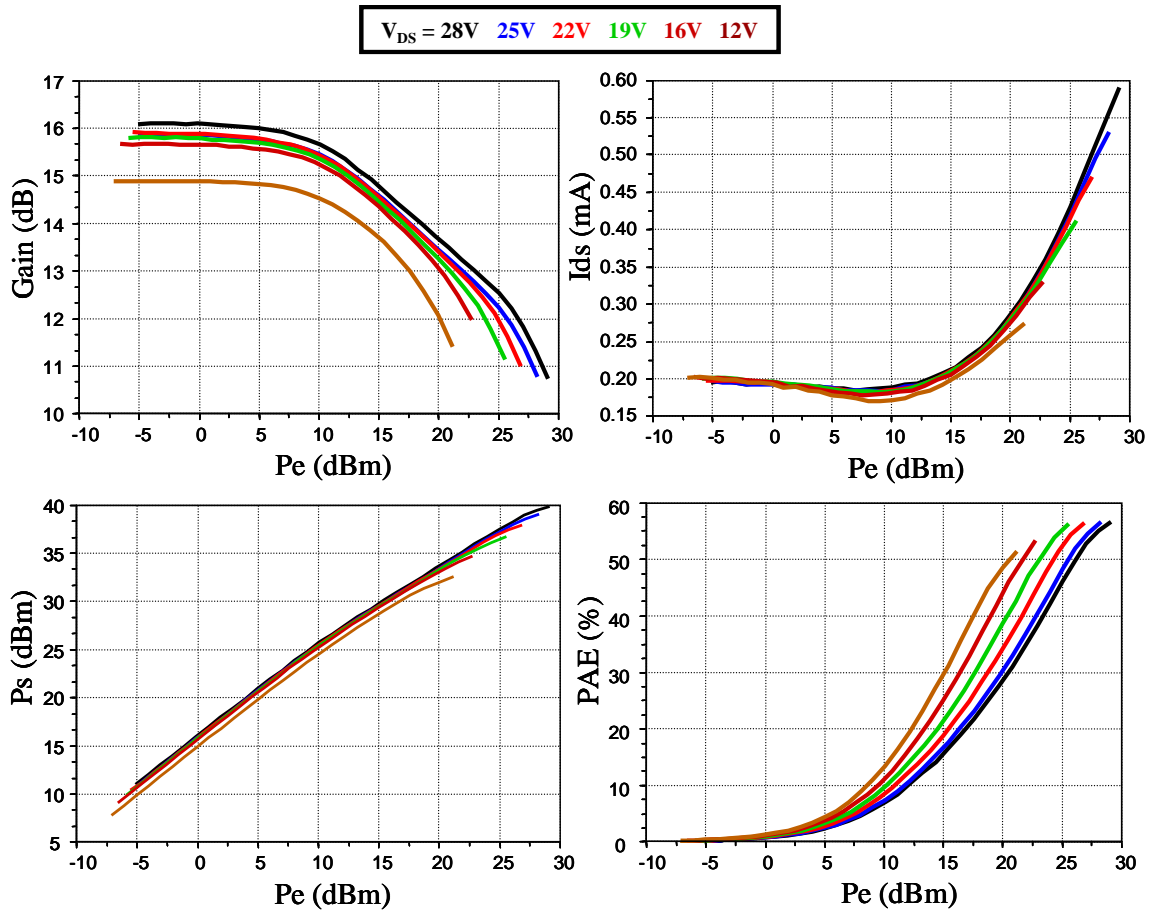 V_DS = 28V 25V 22V 19V 16V 12V
17
16
15
14
13
12
11
10
Gain (dB)
-10 -5 0 5 10 15 20 25 30
Pe (dBm)
0.60
0.55
0.50
0.45
0.40
0.35
0.30
0.25
0.20
0.15
Ids (mA)
-10 -5 0 5 10 15 20 25 30
Pe (dBm)
40
35
30
25
20
15
10
5
Ps (dBm)
-10 -5 0 5 10 15 20 25 30
Pe (dBm)
60
50
40
30
20
10
0
PAE (%)
-10 -5 0 5 10 15 20 25 30
Pe (dBm)